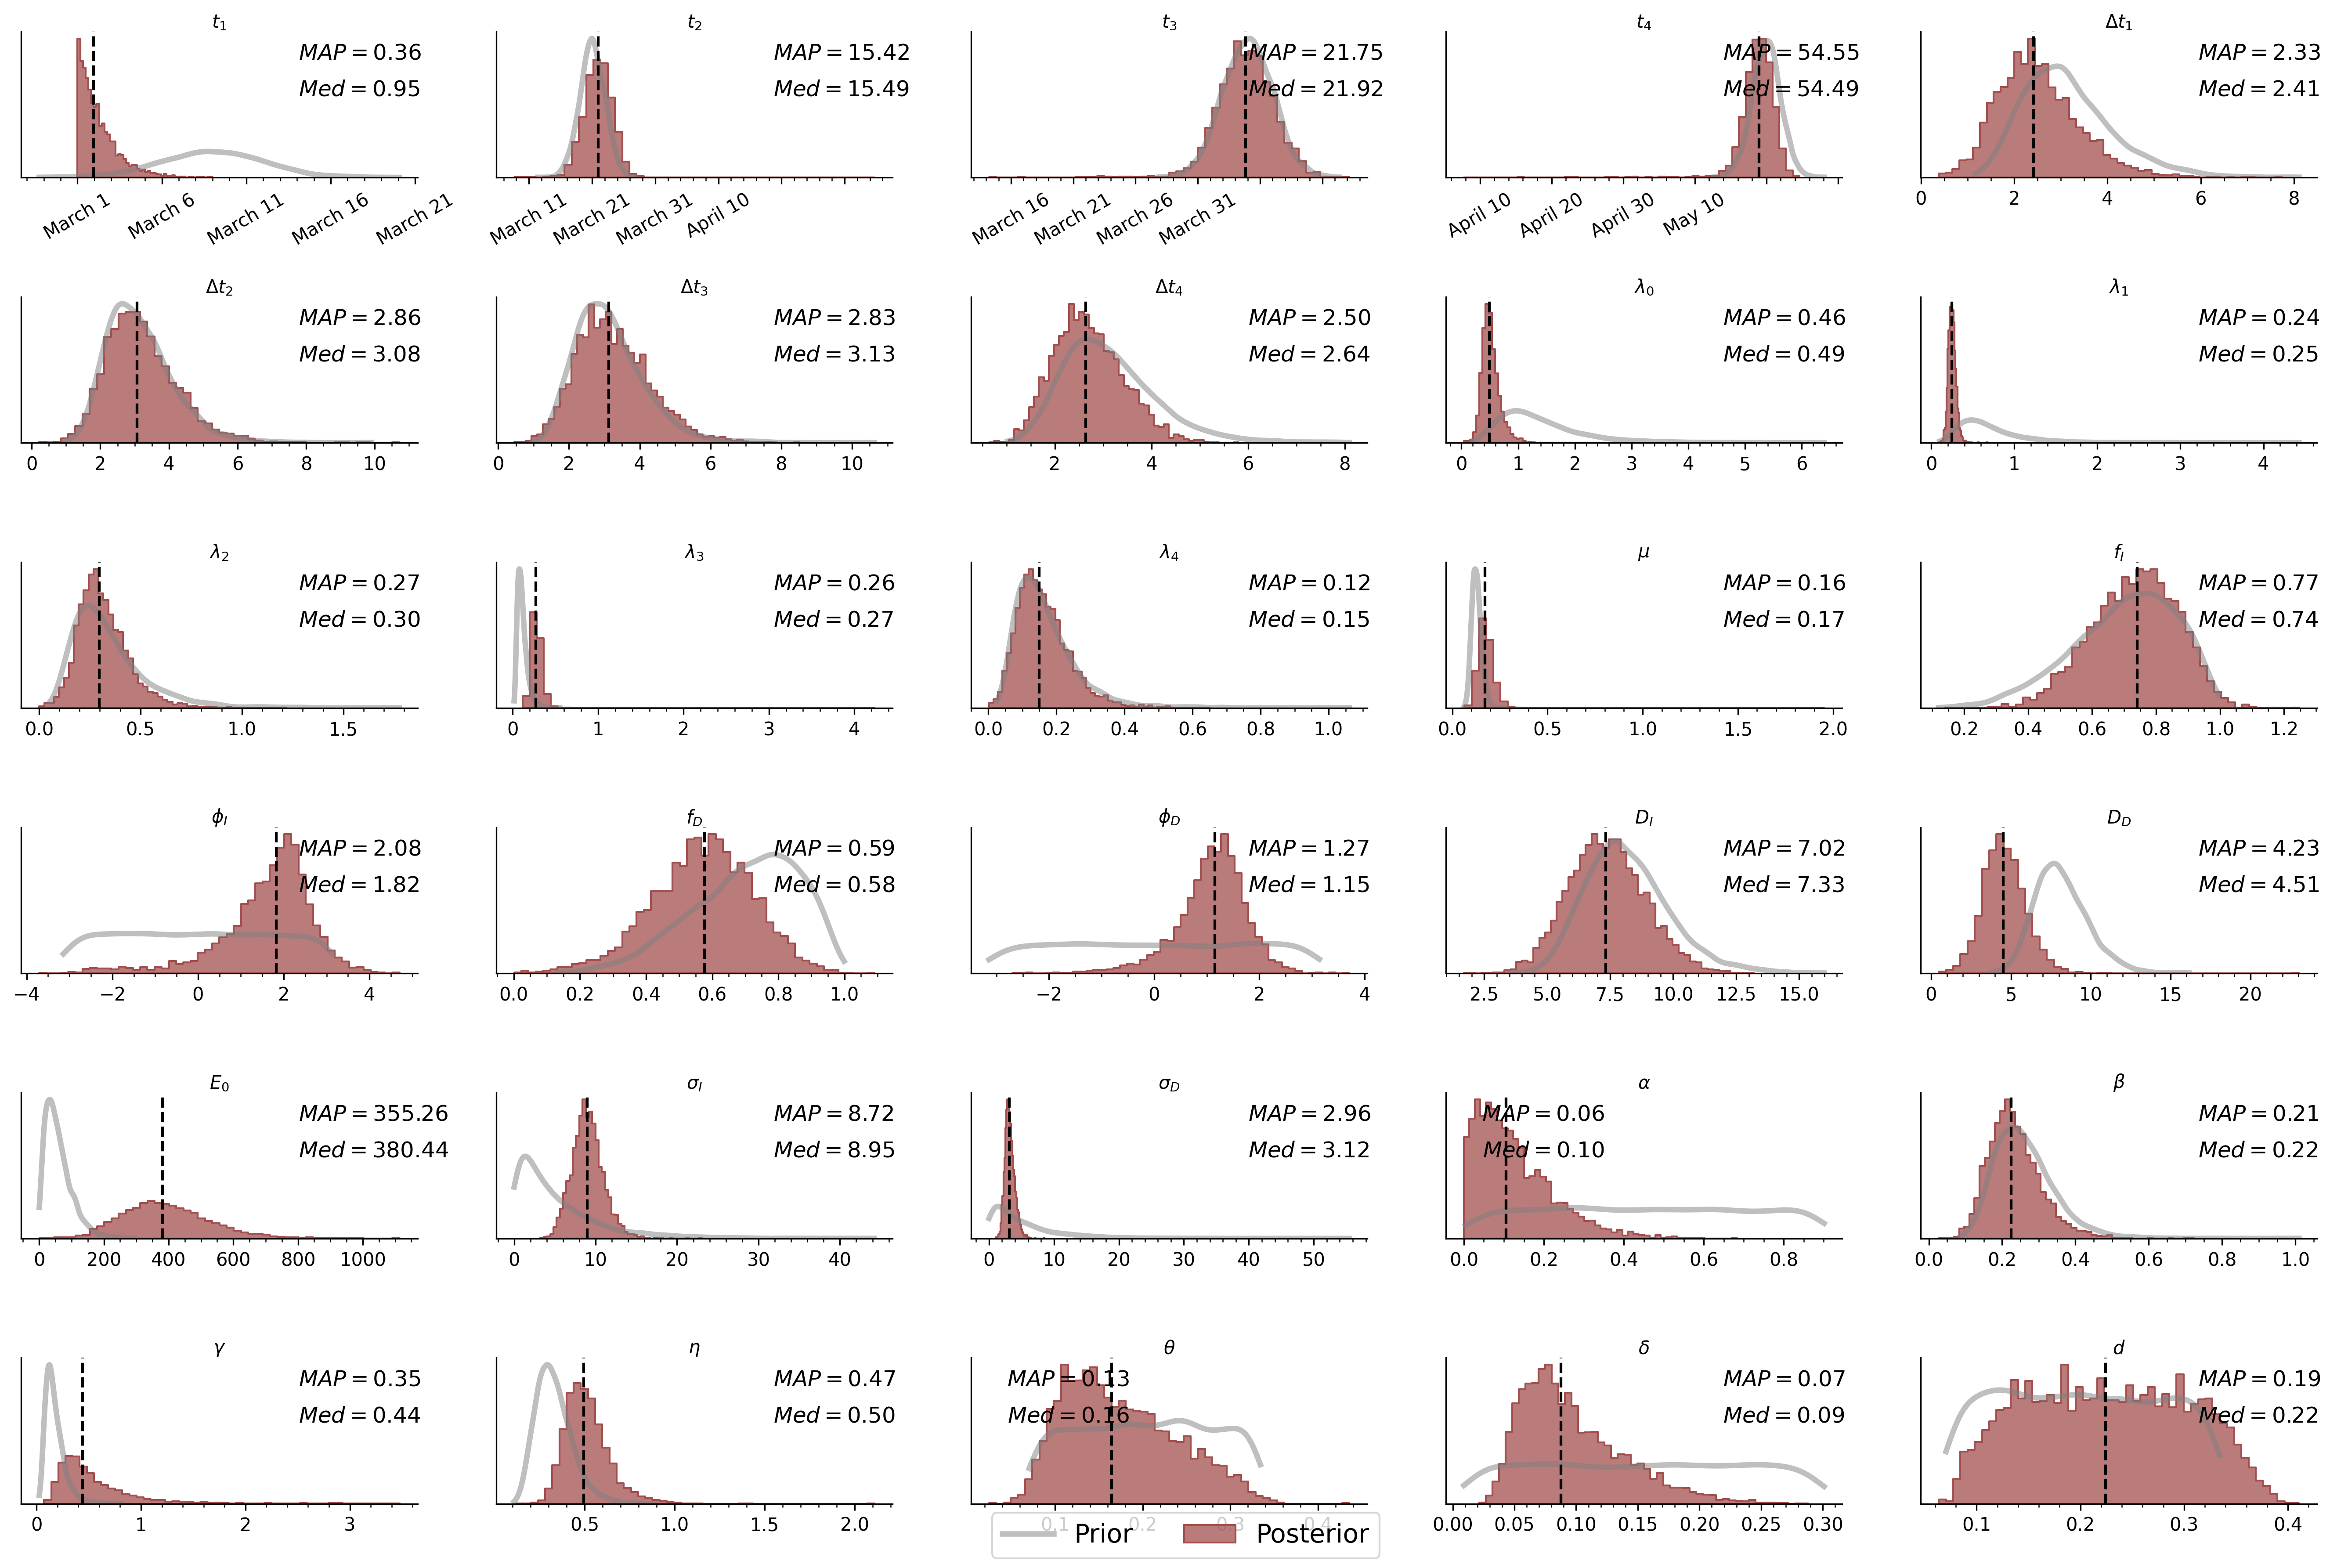 t1
MAP = 0.36
Med = 0.95
March 1 March 6 March 11 March 16 March 21
t2
MAP = 15.42
Med = 15.49
March 11 March 21 March 31 April 10
t3
MAP = 21.75
Med = 21.92
March 16 March 21 March 26 March 31
t4
MAP = 54.55
Med = 54.49
April 10 April 20 April 30 May 10
Δt1
MAP = 2.33
Med = 2.41
0 2 4 6 8
Δt2
MAP = 2.86
Med = 3.08
0 2 4 6 8 10
Δt3
MAP = 2.83
Med = 3.13
0 2 4 6 8 10
Δt4
MAP = 2.50
Med = 2.64
2 4 6 8
λ0
MAP = 0.46
Med = 0.49
0 1 2 3 4 5 6
λ1
MAP = 0.24
Med = 0.25
0 1 2 3 4
λ2
MAP = 0.27
Med = 0.30
0.0 0.5 1.0 1.5
λ3
MAP = 0.26
Med = 0.27
0 1 2 3 4
λ4
MAP = 0.12
Med = 0.15
0.0 0.2 0.4 0.6 0.8 1.0
μ
MAP = 0.16
Med = 0.17
0.0 0.5 1.0 1.5 2.0
fI
MAP = 0.77
Med = 0.74
0.2 0.4 0.6 0.8 1.0 1.2
ϕI
MAP = 2.08
Med = 1.82
−4 −2 0 2 4
fD
MAP = 0.59
Med = 0.58
0.0 0.2 0.4 0.6 0.8 1.0
ϕD
MAP = 1.27
Med = 1.15
−2 0 2 4
DI
MAP = 7.02
Med = 7.33
2.5 5.0 7.5 10.0 12.5 15.0
DD
MAP = 4.23
Med = 4.51
0 5 10 15 20
E0
MAP = 355.26
Med = 380.44
0 200 400 600 800 1000
σI
MAP = 8.72
Med = 8.95
0 10 20 30 40
σD
MAP = 2.96
Med = 3.12
0 10 20 30 40 50
α
MAP = 0.06
Med = 0.10
0.0 0.2 0.4 0.6 0.8
β
MAP = 0.21
Med = 0.22
0.0 0.2 0.4 0.6 0.8 1.0
γ
MAP = 0.35
Med = 0.44
0 1 2 3
η
MAP = 0.47
Med = 0.50
0.5 1.0 1.5 2.0
θ
MAP = 0.13
Med = 0.16
0.1 0.2 0.3 0.4
δ
MAP = 0.07
Med = 0.09
0.00 0.05 0.10 0.15 0.20 0.25 0.30
d
MAP = 0.19
Med = 0.22
0.1 0.2 0.3 0.4
Prior Posterior